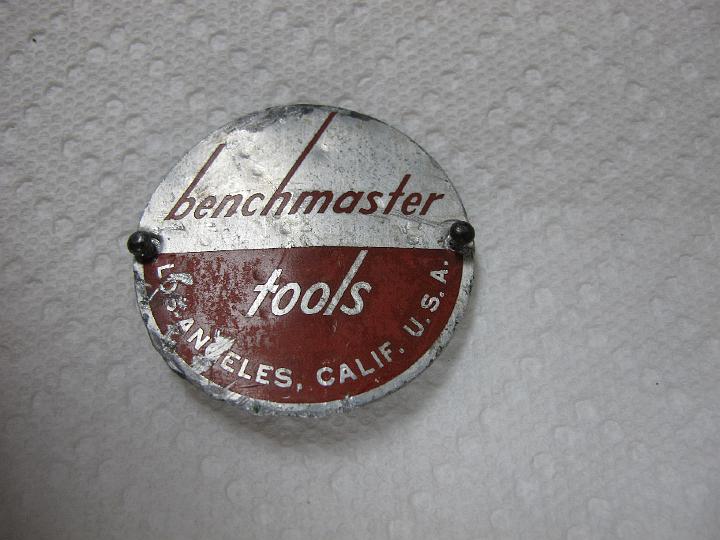 benchmaster
tools
LOS ANGELES, CALIF. U.S.A.